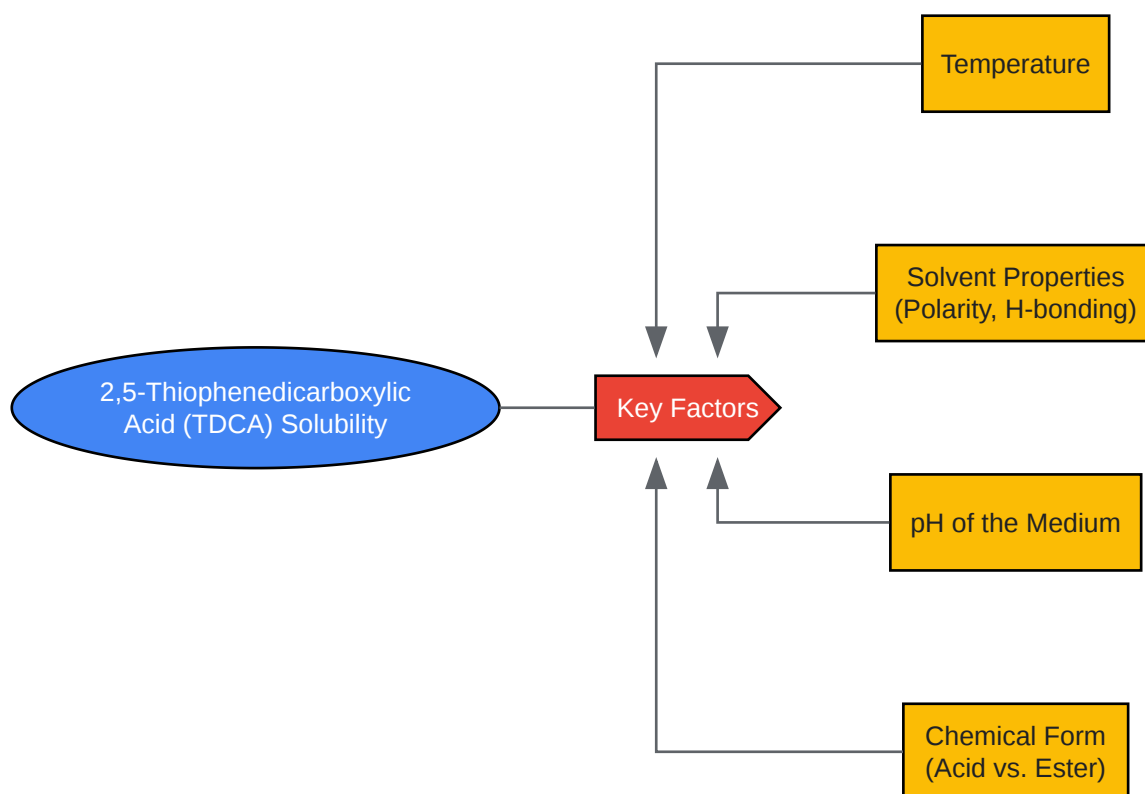 Temperature
Solvent Properties
(Polarity, H-bonding)
2,5-Thiophenedicarboxylic
Acid (TDCA) Solubility
Key Factors
pH of the Medium
Chemical Form
(Acid vs. Ester)